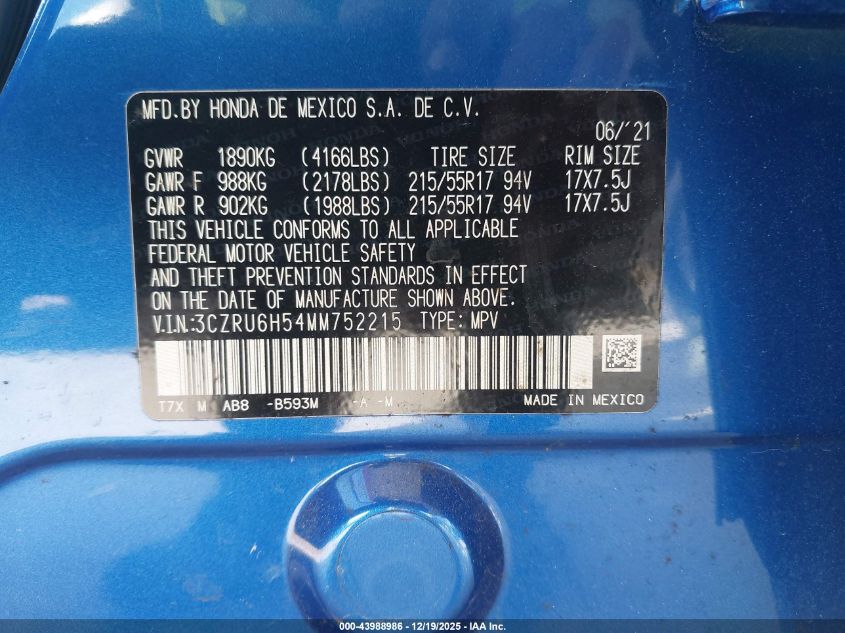 MFD.BY HONDA DE MEXICO S.A. DE C.V.
06/'21
GVWR 1890KG (4166LBS) TIRE SIZE RIM SIZE
GAWR F 988KG (2178LBS) 215/55R17 94V 17X7.5J
GAWR R 902KG (1988LBS) 215/55R17 94V 17X7.5J
THIS VEHICLE CONFORMS TO ALL APPLICABLE
FEDERAL MOTOR VEHICLE SAFETY
AND THEFT PREVENTION STANDARDS IN EFFECT
ON THE DATE OF MANUFACTURE SHOWN ABOVE.
V.I.N.:3CZRU6H54MM752215 TYPE: MPV
T7X M AB8 -B593M -A -M MADE IN MEXICO
000-43988986 - 12/19/2025 - IAA Inc.